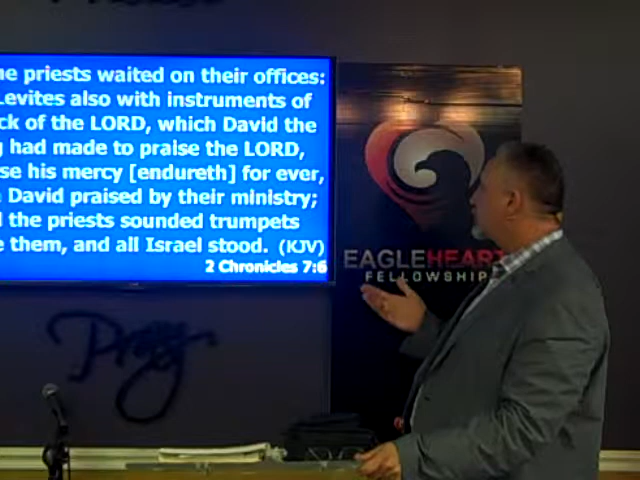 he priests waited on their offices:
Levites also with instruments of
ck of the LORD, which David the
g had made to praise the LORD,
se his mercy [endureth] for ever,
David praised by their ministry;
d the priests sounded trumpets
e them, and all Israel stood. (KJV)
2 Chronicles 7:6
EAGLEHEART
FELLOWSHIP
Pray